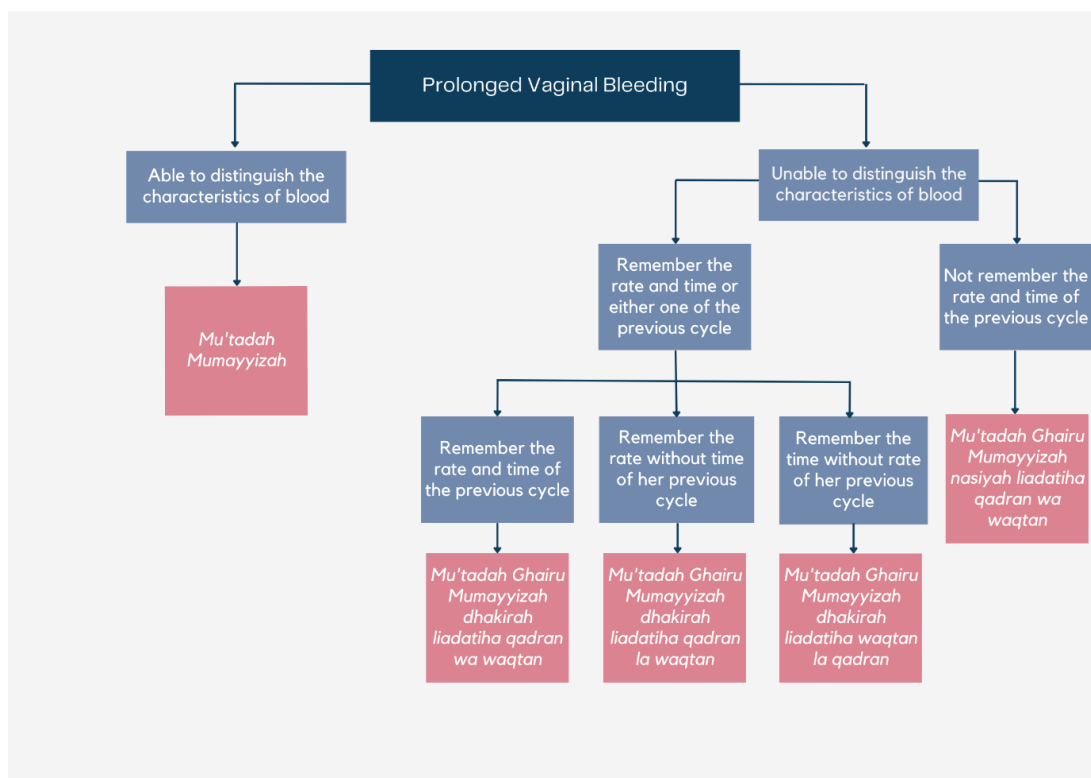 Prolonged Vaginal Bleeding
Able to distinguish the
characteristics of blood
Unable to distinguish the
characteristics of blood
Mu'tadah
Mumayyizah
Remember the
rate and time or
either one of the
previous cycle
Not remember the
rate and time of
the previous cycle
Remember the
rate and time of
the previous cycle
Remember the
rate without time
of her previous
cycle
Remember the
time without rate
of her previous
cycle
Mu'tadah Ghairu
Mumayyizah
nasiyah liadatiha
qadran wa
waqtan
Mu'tadah Ghairu
Mumayyizah
dhakirah
liadatiha qadran
wa waqtan
Mu'tadah Ghairu
Mumayyizah
dhakirah
liadatiha qadran
la waqtan
Mu'tadah Ghairu
Mumayyizah
dhakirah
liadatiha waqtan
la qadran